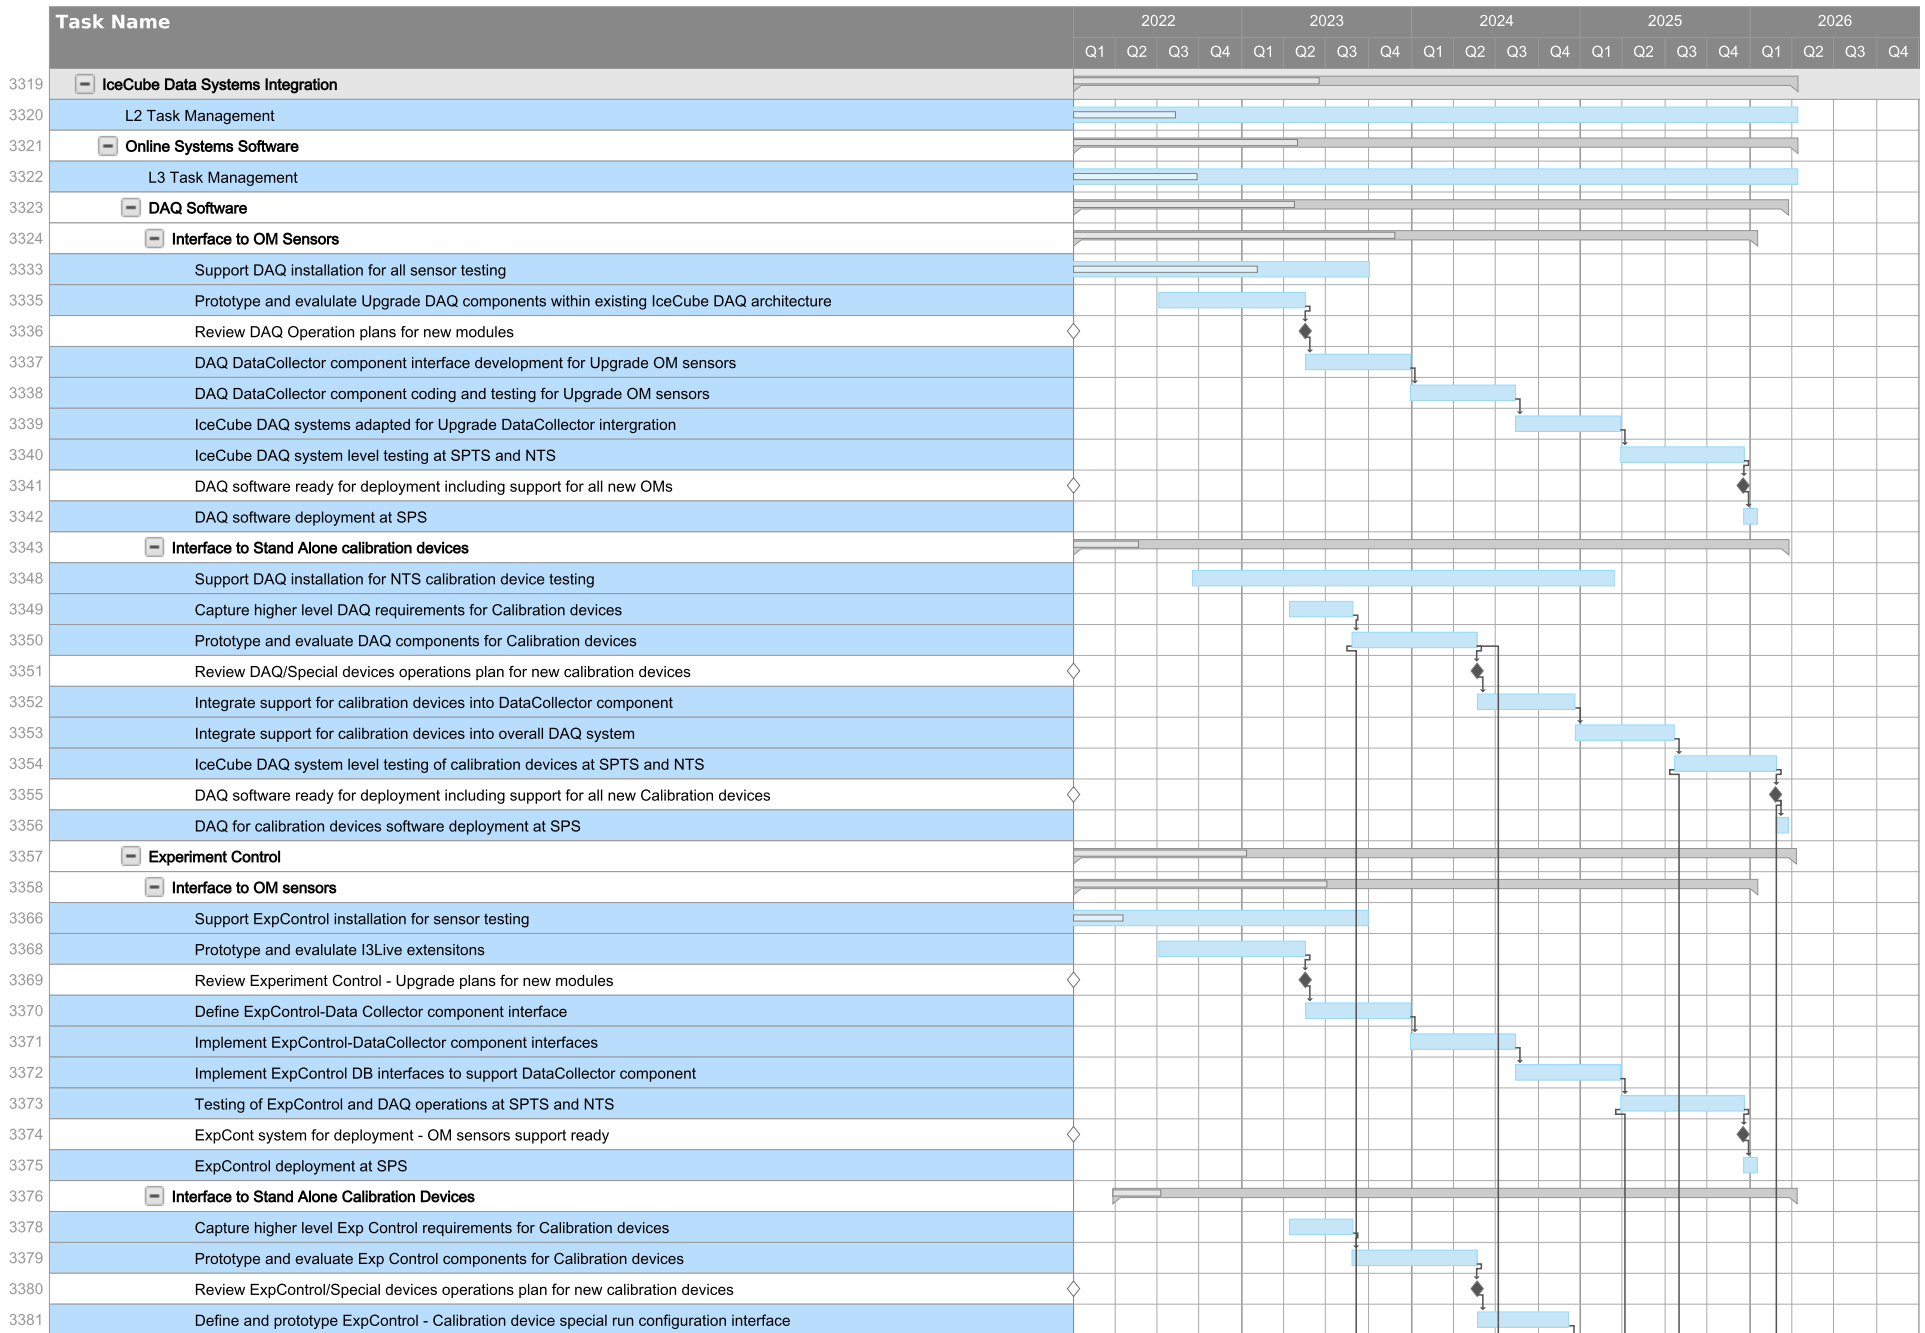 Task Name
2022 2023 2024 2025 2026
Q1 Q2 Q3 Q4 Q1 Q2 Q3 Q4 Q1 Q2 Q3 Q4 Q1 Q2 Q3 Q4 Q1 Q2 Q3 Q4
3319 IceCube Data Systems Integration
3320 L2 Task Management
3321 Online Systems Software
3322 L3 Task Management
3323 DAQ Software
3324 Interface to OM Sensors
3333 Support DAQ installation for all sensor testing
3335 Prototype and evalulate Upgrade DAQ components within existing IceCube DAQ architecture
3336 Review DAQ Operation plans for new modules
3337 DAQ DataCollector component interface development for Upgrade OM sensors
3338 DAQ DataCollector component coding and testing for Upgrade OM sensors
3339 IceCube DAQ systems adapted for Upgrade DataCollector intergration
3340 IceCube DAQ system level testing at SPTS and NTS
3341 DAQ software ready for deployment including support for all new OMs
3342 DAQ software deployment at SPS
3343 Interface to Stand Alone calibration devices
3348 Support DAQ installation for NTS calibration device testing
3349 Capture higher level DAQ requirements for Calibration devices
3350 Prototype and evaluate DAQ components for Calibration devices
3351 Review DAQ/Special devices operations plan for new calibration devices
3352 Integrate support for calibration devices into DataCollector component
3353 Integrate support for calibration devices into overall DAQ system
3354 IceCube DAQ system level testing of calibration devices at SPTS and NTS
3355 DAQ software ready for deployment including support for all new Calibration devices
3356 DAQ for calibration devices software deployment at SPS
3357 Experiment Control
3358 Interface to OM sensors
3366 Support ExpControl installation for sensor testing
3368 Prototype and evalulate I3Live extensitons
3369 Review Experiment Control - Upgrade plans for new modules
3370 Define ExpControl-Data Collector component interface
3371 Implement ExpControl-DataCollector component interfaces
3372 Implement ExpControl DB interfaces to support DataCollector component
3373 Testing of ExpControl and DAQ operations at SPTS and NTS
3374 ExpCont system for deployment - OM sensors support ready
3375 ExpControl deployment at SPS
3376 Interface to Stand Alone Calibration Devices
3378 Capture higher level Exp Control requirements for Calibration devices
3379 Prototype and evaluate Exp Control components for Calibration devices
3380 Review ExpControl/Special devices operations plan for new calibration devices
3381 Define and prototype ExpControl - Calibration device special run configuration interface